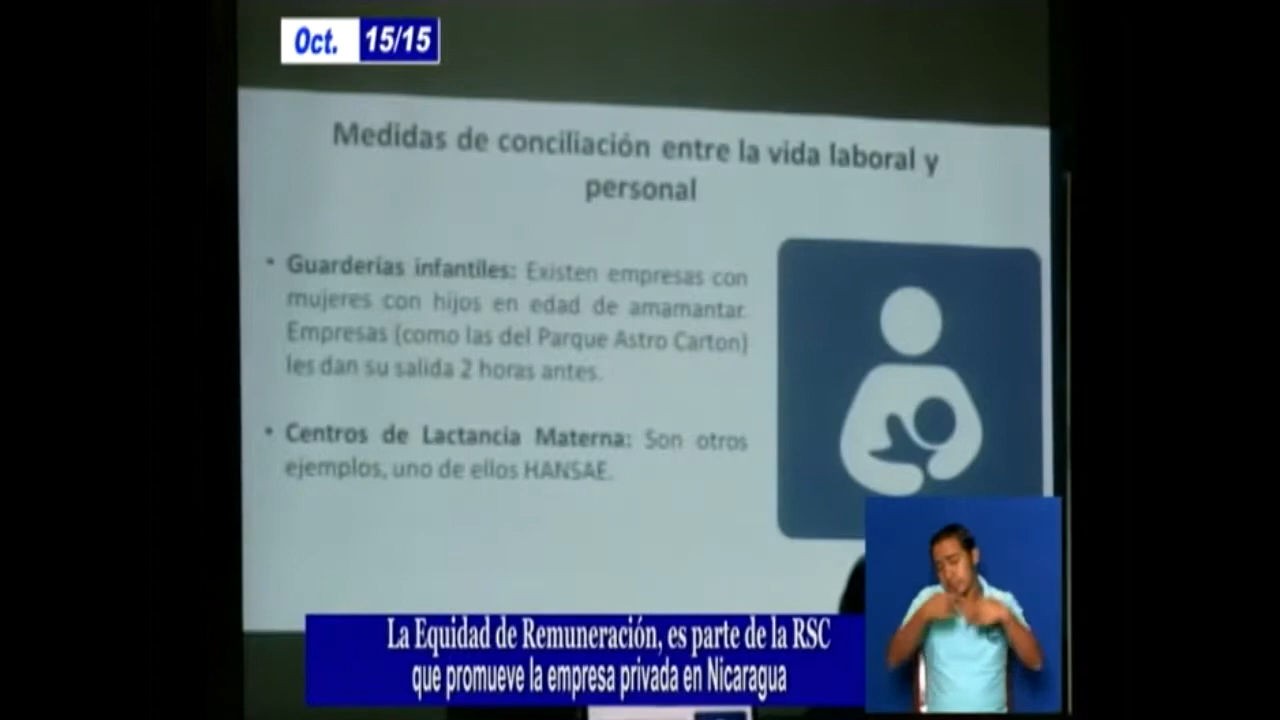 Oct. 15/15
Medidas de conciliación entre la vida laboral y
personal
• Guarderías infantiles: Existen empresas con
mujeres con hijos en edad de amamantar.
Empresas (como las del Parque Astro Carton)
les dan su salida 2 horas antes.
• Centros de Lactancia Materna: Son otros
ejemplos, uno de ellos HANSAE.
La Equidad de Remuneración, es parte de la RSC
que promueve la empresa privada en Nicaragua